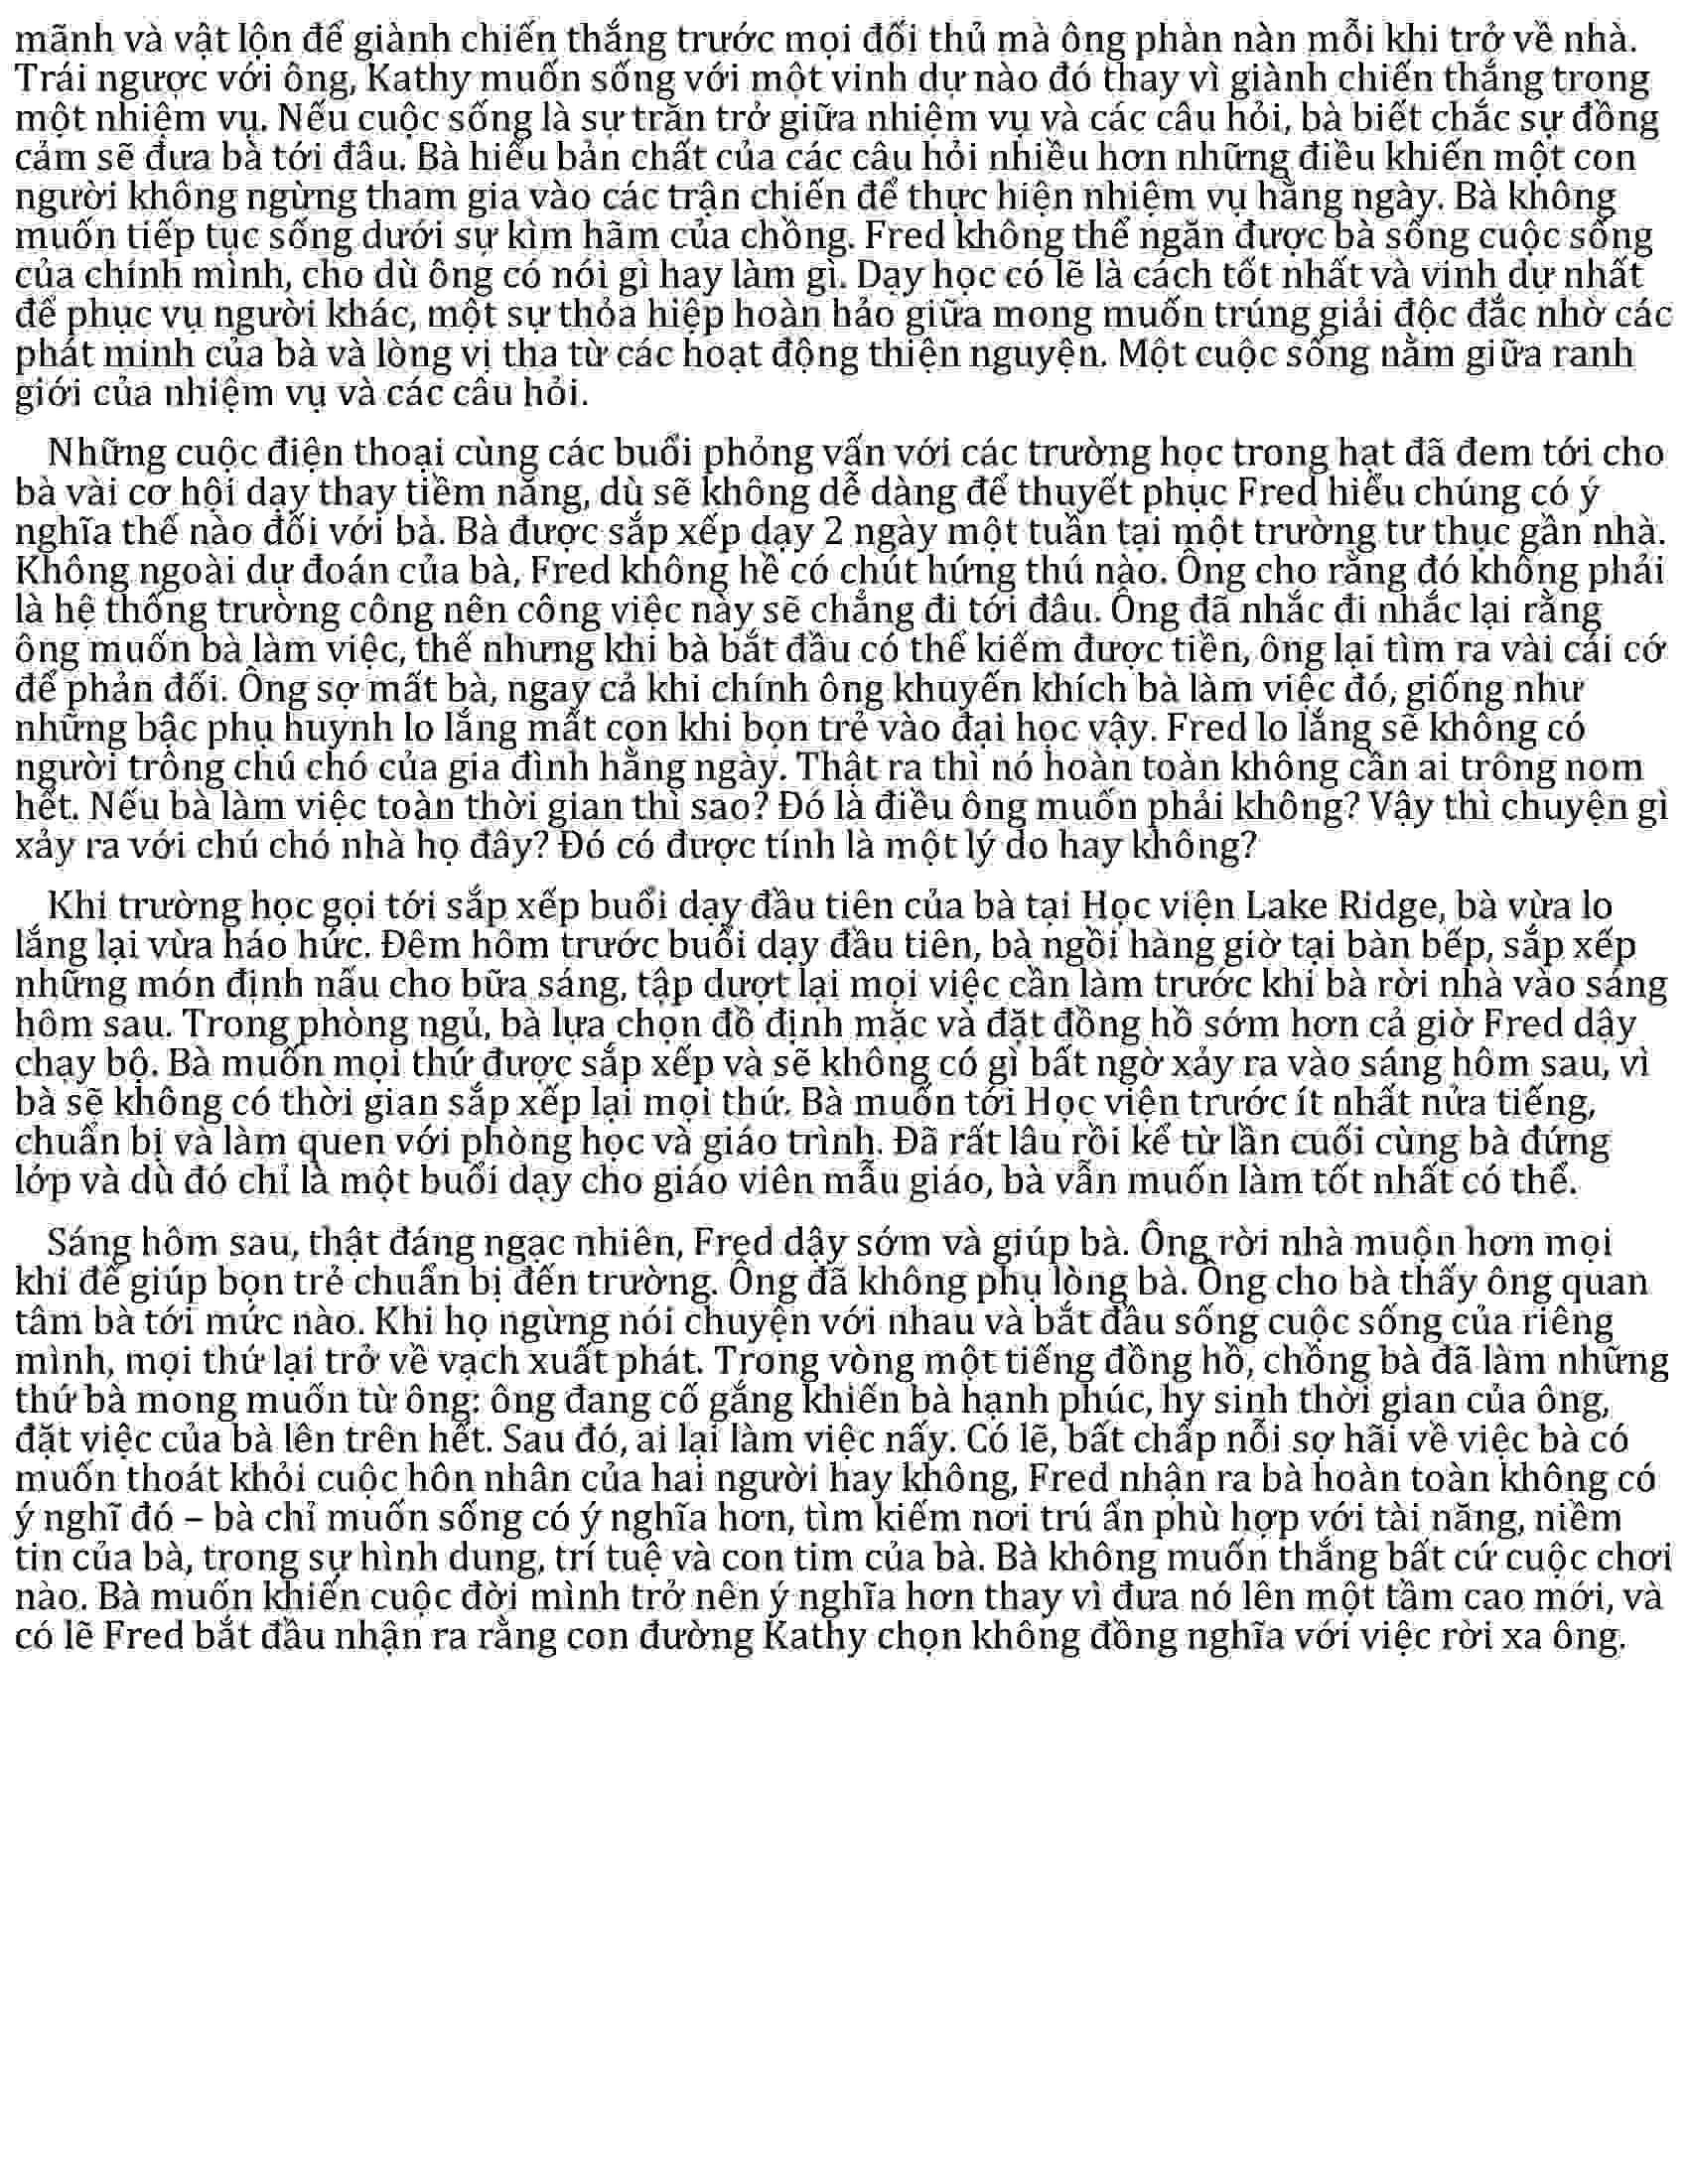 mãnh và vật lộn để giành chiến thắng trước mọi đối thủ mà ông phàn nàn mỗi khi trở về nhà.
Trái ngược với ông, Kathy muốn sống với một vinh dự nào đó thay vì giành chiến thắng trong
một nhiệm vụ. Nếu cuộc sống là sự trăn trở giữa nhiệm vụ và các câu hỏi, bà biết chắc sự đồng
cảm sẽ đưa bà tới đâu. Bà hiểu bản chất của các câu hỏi nhiều hơn những điều khiến một con
người không ngừng tham gia vào các trận chiến để thực hiện nhiệm vụ hằng ngày. Bà không
muốn tiếp tục sống dưới sự kìm hãm của chồng. Fred không thể ngăn được bà sống cuộc sống
của chính mình, cho dù ông có nói gì hay làm gì. Dạy học có lẽ là cách tốt nhất và vinh dự nhất
để phục vụ người khác, một sự thỏa hiệp hoàn hảo giữa mong muốn trúng giải độc đắc nhờ các
phát minh của bà và lòng vị tha từ các hoạt động thiện nguyện. Một cuộc sống nằm giữa ranh
giới của nhiệm vụ và các câu hỏi.
Những cuộc điện thoại cùng các buổi phỏng vấn với các trường học trong hạt đã đem tới cho
bà vài cơ hội dạy thay tiềm năng, dù sẽ không dễ dàng để thuyết phục Fred hiểu chúng có ý
nghĩa thế nào đối với bà. Bà được sắp xếp dạy 2 ngày một tuần tại một trường tư thục gần nhà.
Không ngoài dự đoán của bà, Fred không hề có chút hứng thú nào. Ông cho rằng đó không phải
là hệ thống trường công nên công việc này sẽ chẳng đi tới đâu. Ông đã nhắc đi nhắc lại rằng
ông muốn bà làm việc, thế nhưng khi bà bắt đầu có thể kiếm được tiền, ông lại tìm ra vài cái cớ
để phản đối. Ông sợ mất bà, ngay cả khi chính ông khuyến khích bà làm việc đó, giống như
những bậc phụ huynh lo lắng mất con khi bọn trẻ vào đại học vậy. Fred lo lắng sẽ không có
người trông chú chó của gia đình hằng ngày. Thật ra thì nó hoàn toàn không cần ai trông nom
hết. Nếu bà làm việc toàn thời gian thì sao? Đó là điều ông muốn phải không? Vậy thì chuyện gì
xảy ra với chú chó nhà họ đây? Đó có được tính là một lý do hay không?
Khi trường học gọi tới sắp xếp buổi dạy đầu tiên của bà tại Học viện Lake Ridge, bà vừa lo
lắng lại vừa háo hức. Đêm hôm trước buổi dạy đầu tiên, bà ngồi hàng giờ tại bàn bếp, sắp xếp
những món định nấu cho bữa sáng, tập dượt lại mọi việc cần làm trước khi bà rời nhà vào sáng
hôm sau. Trong phòng ngủ, bà lựa chọn đồ định mặc và đặt đồng hồ sớm hơn cả giờ Fred dậy
chạy bộ. Bà muốn mọi thứ được sắp xếp và sẽ không có gì bất ngờ xảy ra vào sáng hôm sau, vì
bà sẽ không có thời gian sắp xếp lại mọi thứ. Bà muốn tới Học viện trước ít nhất nửa tiếng,
chuẩn bị và làm quen với phòng học và giáo trình. Đã rất lâu rồi kể từ lần cuối cùng bà đứng
lớp và dù đó chỉ là một buổi dạy cho giáo viên mẫu giáo, bà vẫn muốn làm tốt nhất có thể.
Sáng hôm sau, thật đáng ngạc nhiên, Fred dậy sớm và giúp bà. Ông rời nhà muộn hơn mọi
khi để giúp bọn trẻ chuẩn bị đến trường. Ông đã không phụ lòng bà. Ông cho bà thấy ông quan
tâm bà tới mức nào. Khi họ ngừng nói chuyện với nhau và bắt đầu sống cuộc sống của riêng
mình, mọi thứ lại trở về vạch xuất phát. Trong vòng một tiếng đồng hồ, chồng bà đã làm những
thứ bà mong muốn từ ông: ông đang cố gắng khiến bà hạnh phúc, hy sinh thời gian của ông,
đặt việc của bà lên trên hết. Sau đó, ai lại làm việc nấy. Có lẽ, bất chấp nỗi sợ hãi về việc bà có
muốn thoát khỏi cuộc hôn nhân của hai người hay không, Fred nhận ra bà hoàn toàn không có
ý nghĩ đó – bà chỉ muốn sống có ý nghĩa hơn, tìm kiếm nơi trú ẩn phù hợp với tài năng, niềm
tin của bà, trong sự hình dung, trí tuệ và con tim của bà. Bà không muốn thắng bất cứ cuộc chơi
nào. Bà muốn khiến cuộc đời mình trở nên ý nghĩa hơn thay vì đưa nó lên một tầm cao mới, và
có lẽ Fred bắt đầu nhận ra rằng con đường Kathy chọn không đồng nghĩa với việc rời xa ông.